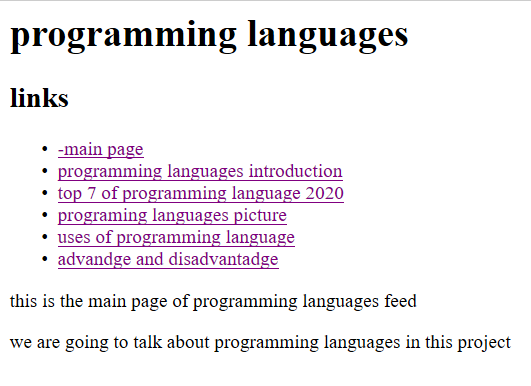 programming languages
links
-main page
programming languages introduction
top 7 of programming language 2020
programing languages picture
uses of programming language
advandge and disadvantadge
this is the main page of programming languages feed
we are going to talk about programming languages in this project